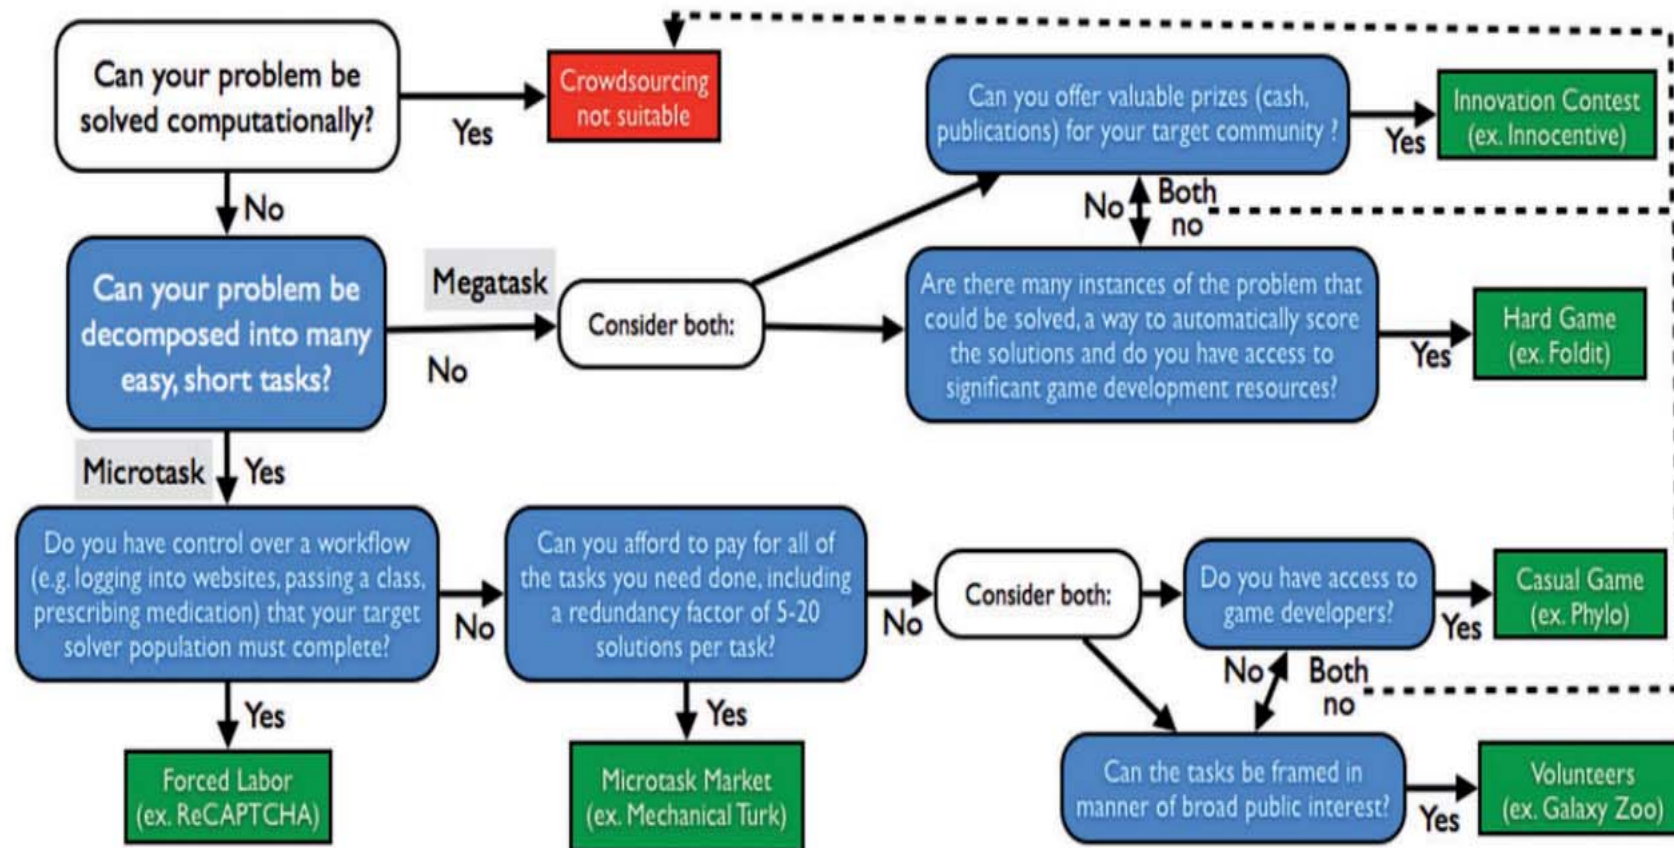 Can your problem be
solved computationally?
Yes
Crowdsourcing
not suitable
No
Can your problem be
decomposed into many
easy, short tasks?
Megatask
No
Consider both:
Can you offer valuable prizes (cash,
publications) for your target community ?
Yes
Innovation Contest
(ex. Innocentive)
No
Both
no
Are there many instances of the problem that
could be solved, a way to automatically score
the solutions and do you have access to
significant game development resources?
Yes
Hard Game
(ex. Foldit)
Microtask
Yes
Do you have control over a workflow
(e.g. logging into websites, passing a class,
prescribing medication) that your target
solver population must complete?
No
Yes
Forced Labor
(ex. ReCAPTCHA)
Can you afford to pay for all of
the tasks you need done, including
a redundancy factor of 5-20
solutions per task?
No
Yes
Microtask Market
(ex. Mechanical Turk)
Consider both:
Do you have access to
game developers?
Yes
Casual Game
(ex. Phylo)
No
Both
no
Can the tasks be framed in
manner of broad public interest?
Yes
Volunteers
(ex. Galaxy Zoo)